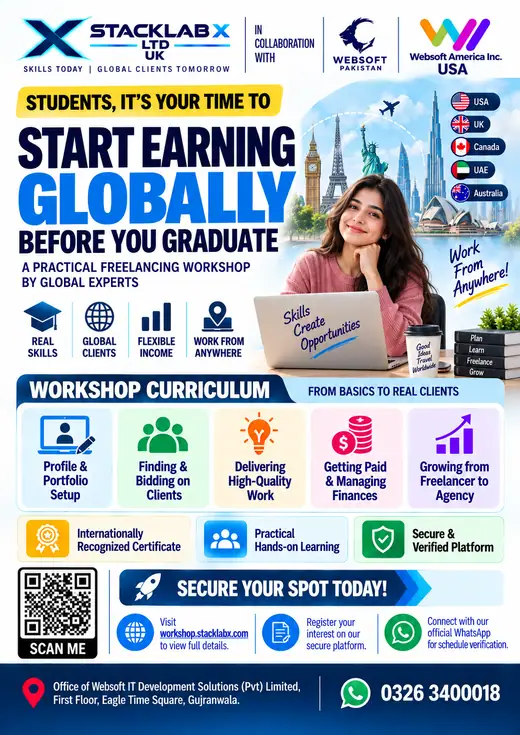 STACKLAB X
LTD
UK
SKILLS TODAY | GLOBAL CLIENTS TOMORROW
IN
COLLABORATION
WITH
WEBSOFT
PAKISTAN
Websoft America Inc.
USA
STUDENTS, IT'S YOUR TIME TO
START EARNING
GLOBALLY
BEFORE YOU GRADUATE
A PRACTICAL FREELANCING WORKSHOP
BY GLOBAL EXPERTS
USA
UK
Canada
UAE
Australia
Work
From
Anywhere!
REAL
SKILLS
GLOBAL
CLIENTS
FLEXIBLE
INCOME
WORK FROM
ANYWHERE
Skills
Create
Opportunities
Good
Ideas
Travel
Worldwide
Plan
Learn
Freelance
Grow
WORKSHOP CURRICULUM
FROM BASICS TO REAL CLIENTS
Profile &
Portfolio
Setup
Finding &
Bidding on
Clients
Delivering
High-Quality
Work
Getting Paid
& Managing
Finances
Growing from
Freelancer to
Agency
Internationally
Recognized Certificate
Practical
Hands-on Learning
Secure &
Verified Platform
SCAN ME
SECURE YOUR SPOT TODAY!
Visit
workshop.stacklabx.com
to view full details.
Register your
interest on our
secure platform.
Connect with our
official WhatsApp
for schedule verification.
Office of Websoft IT Development Solutions (Pvt) Limited,
First Floor, Eagle Time Square, Gujranwala.
0326 3400018